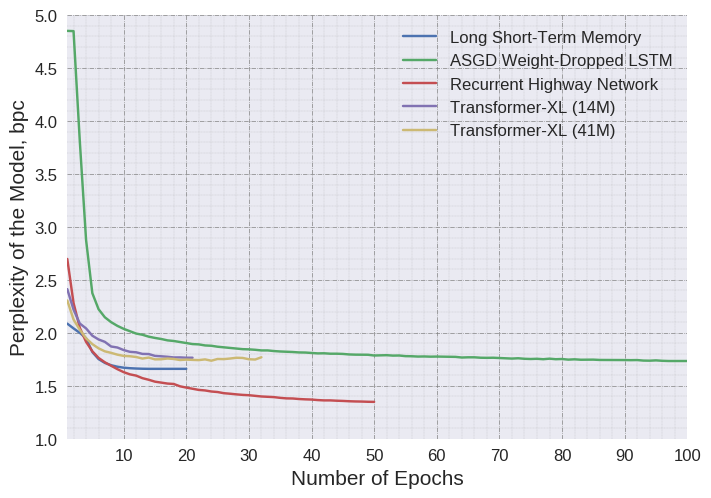 5.0
4.5
4.0
3.5
3.0
2.5
2.0
1.5
1.0
Perplexity of the Model, bpc
Long Short-Term Memory
ASGD Weight-Dropped LSTM
Recurrent Highway Network
Transformer-XL (14M)
Transformer-XL (41M)
10 20 30 40 50 60 70 80 90 100
Number of Epochs